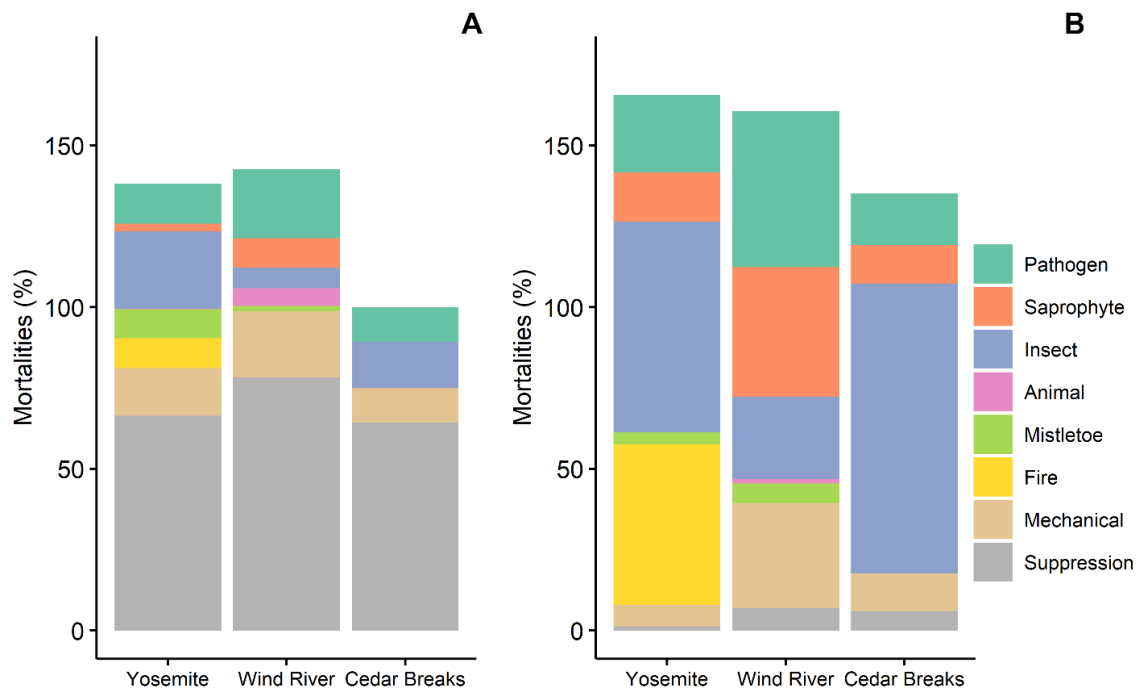 A
B
Mortalities (%)
150
100
50
0
Yosemite Wind River Cedar Breaks
Mortalities (%)
150
100
50
0
Yosemite Wind River Cedar Breaks
Pathogen
Saprophyte
Insect
Animal
Mistletoe
Fire
Mechanical
Suppression